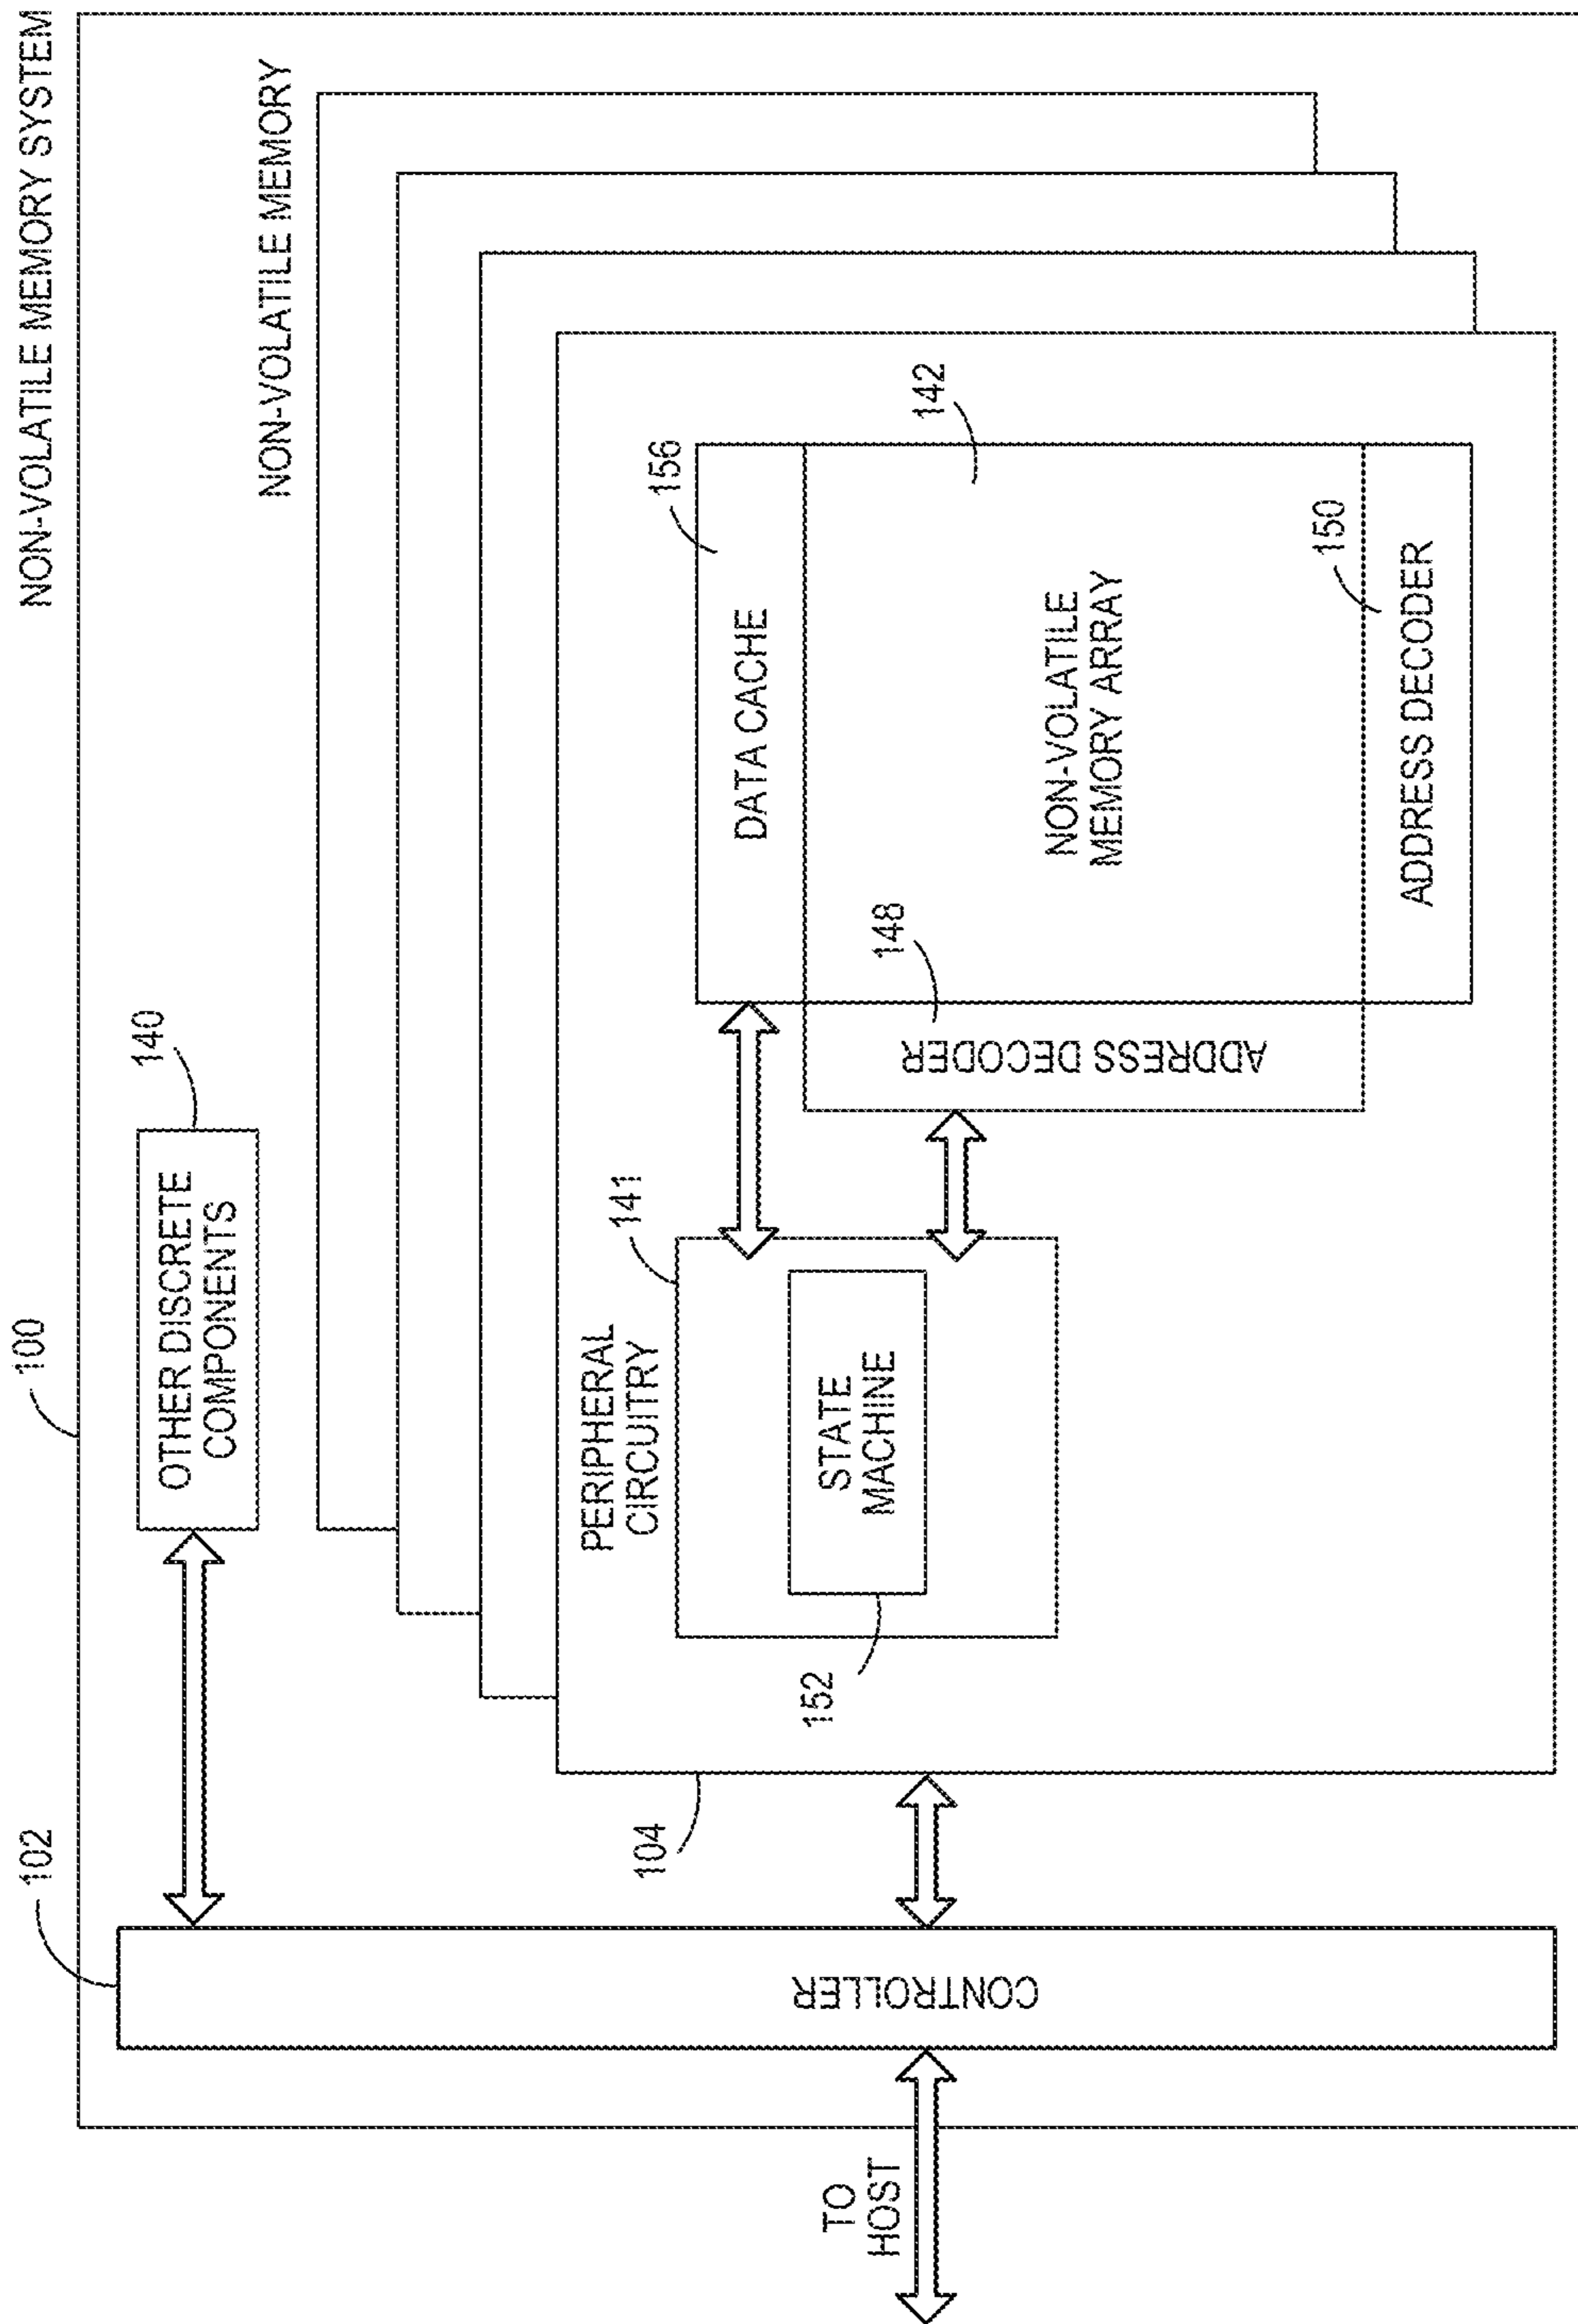 NON-VOLATILE MEMORY SYSTEM
100
102
OTHER DISCRETE
COMPONENTS
140
NON-VOLATILE MEMORY
104
PERIPHERAL
CIRCUITRY
141
STATE
MACHINE
152
DATA CACHE
156
142
NON-VOLATILE
MEMORY ARRAY
148
ADDRESS DECODER
150
ADDRESS DECODER
CONTROLLER
TO
HOST